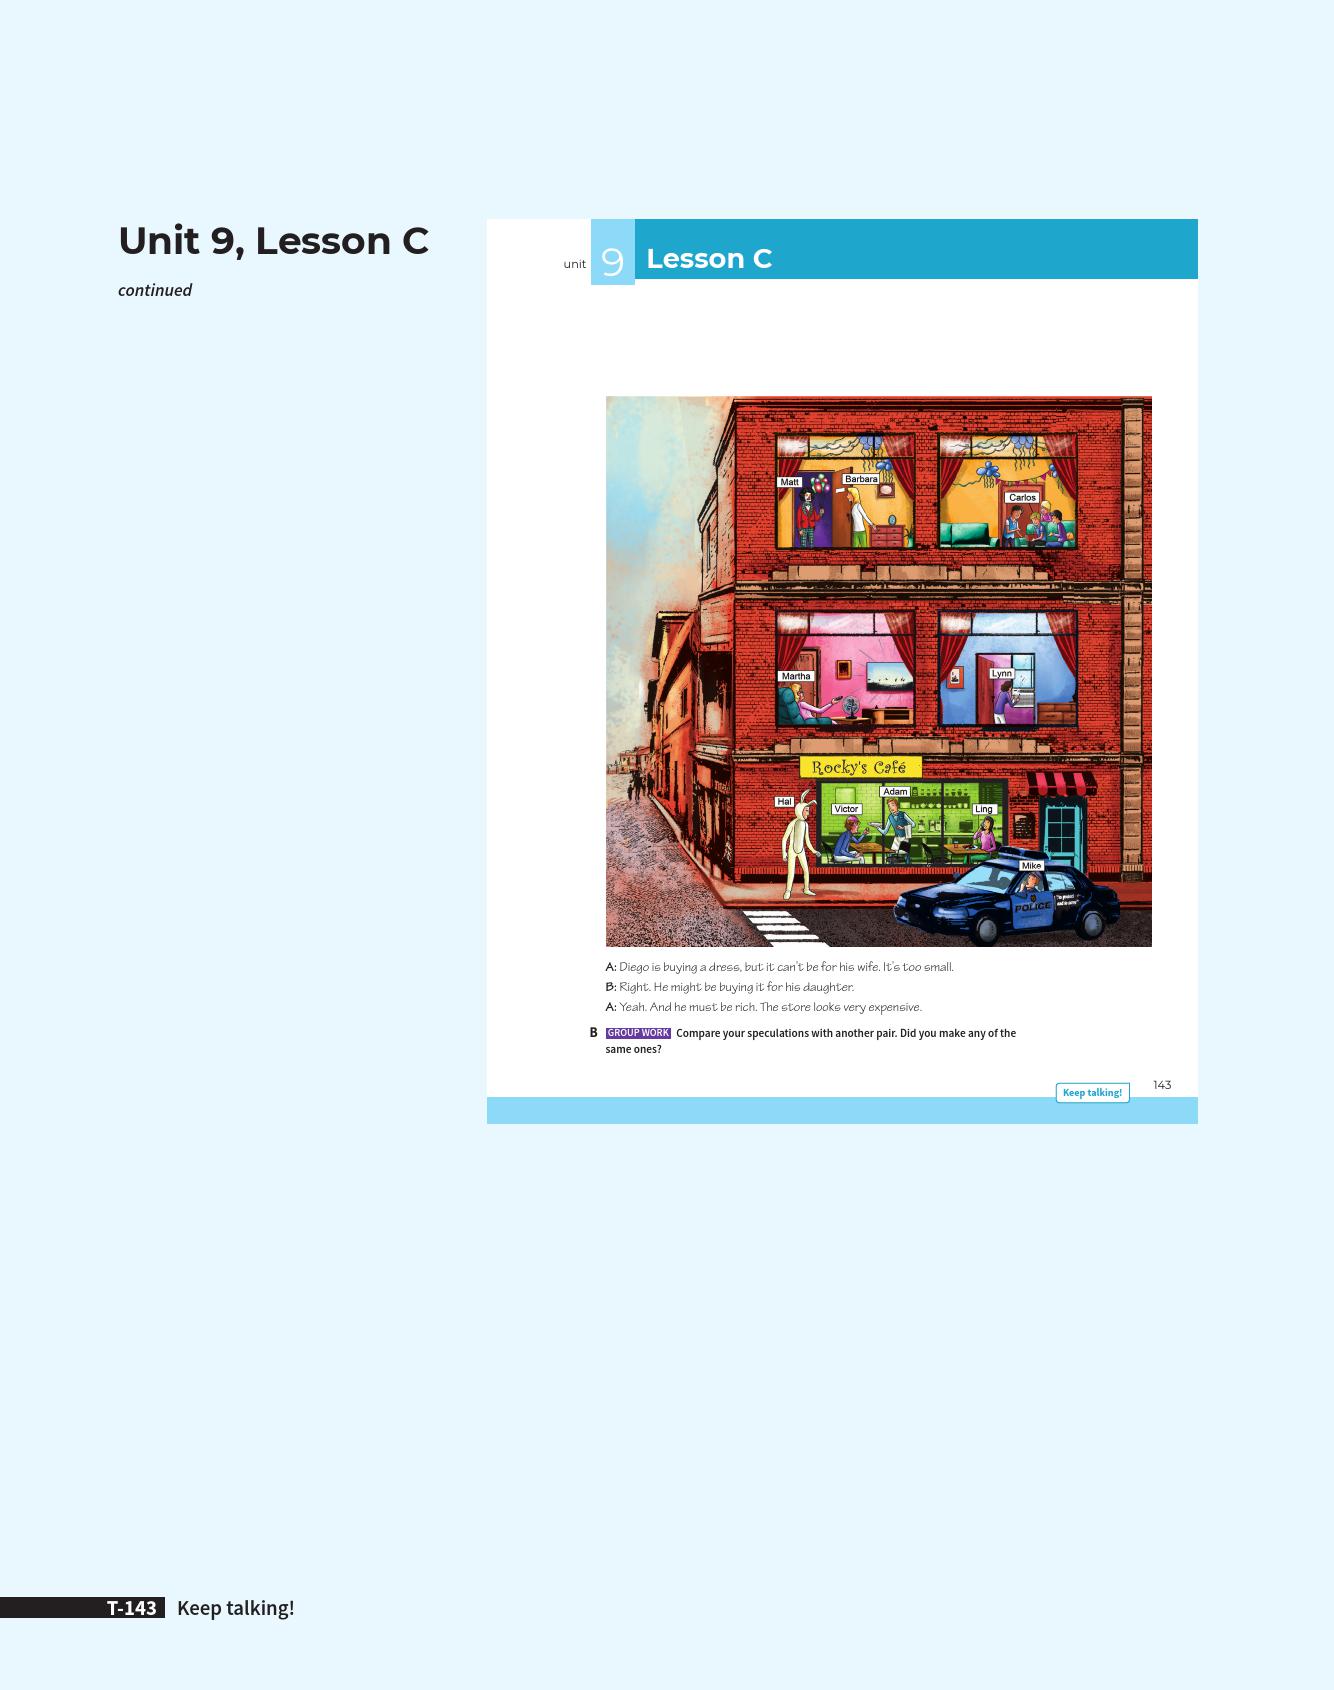 Unit 9, Lesson C
continued
unit 9 Lesson C
Matt
Barbara
Carlos
Martha
Lynn
Rocky's Café
Hal
Victor
Adam
Ling
Mike
POLICE
A: Diego is buying a dress, but it can't be for his wife. It's too small.
B: Right. He might be buying it for his daughter.
A: Yeah. And he must be rich. The store looks very expensive.
B GROUP WORK Compare your speculations with another pair. Did you make any of the
same ones?
Keep talking!
143
T-143 Keep talking!